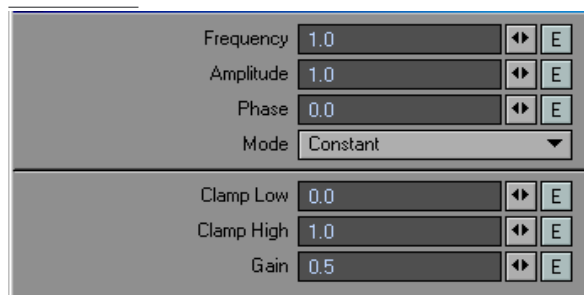 Frequency 1.0 E
Amplitude 1.0 E
Phase 0.0 E
Mode Constant
Clamp Low 0.0 E
Clamp High 1.0 E
Gain 0.5 E